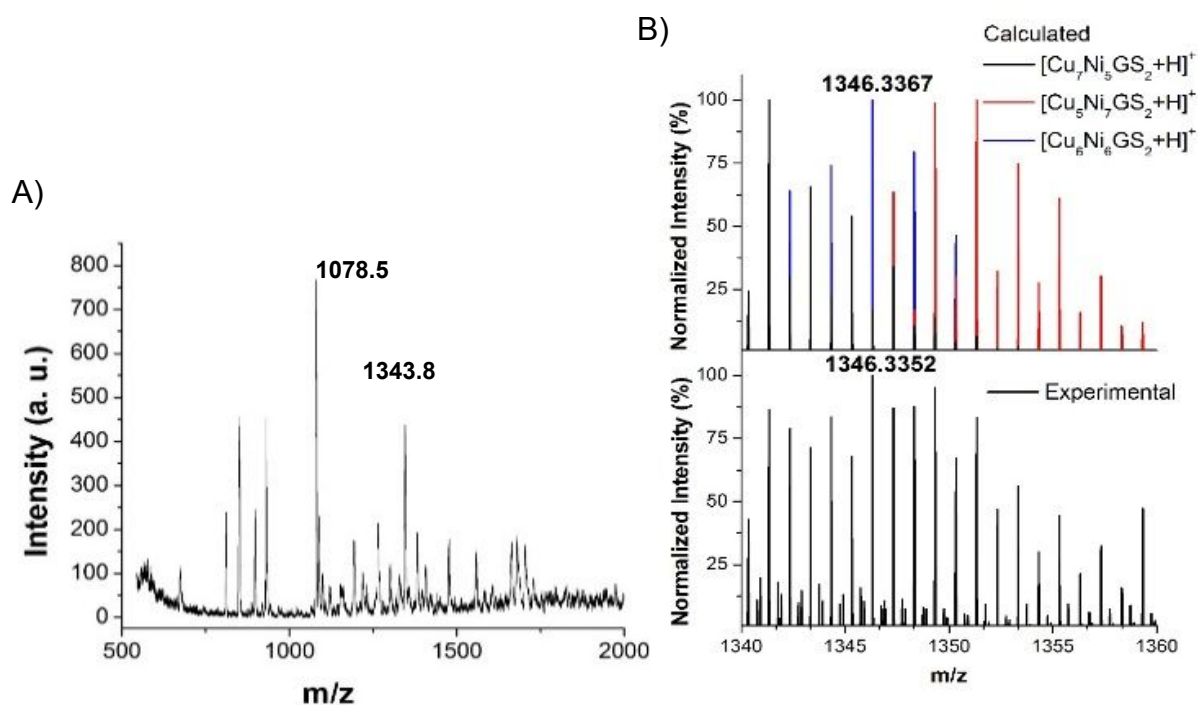 A)
Intensity (a. u.)
800
700
600
500
400
300
200
100
0
1078.5
1343.8
500
1000
1500
2000
m/z
B)
Calculated
[Cu₇Ni₅GS₂+H]⁺
[Cu₅Ni₇GS₂+H]⁺
[Cu₆Ni₆GS₂+H]⁺
1346.3367
Normalized Intensity (%)
100
75
50
25
1346.3352
Experimental
Normalized Intensity (%)
100
75
50
25
1340
1345
1350
1355
1360
m/z